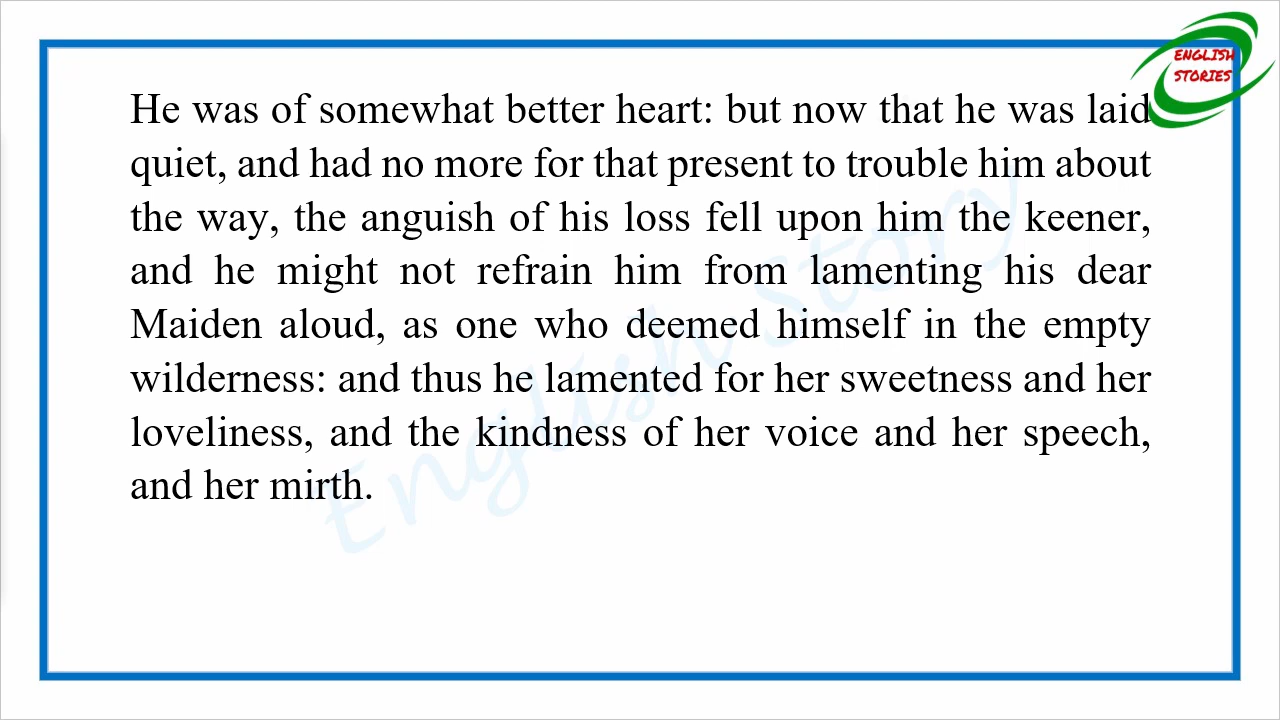 ENGLISH
STORIES
He was of somewhat better heart: but now that he was laid
quiet, and had no more for that present to trouble him about
the way, the anguish of his loss fell upon him the keener,
and he might not refrain him from lamenting his dear
Maiden aloud, as one who deemed himself in the empty
wilderness: and thus he lamented for her sweetness and her
loveliness, and the kindness of her voice and her speech,
and her mirth.
English Story